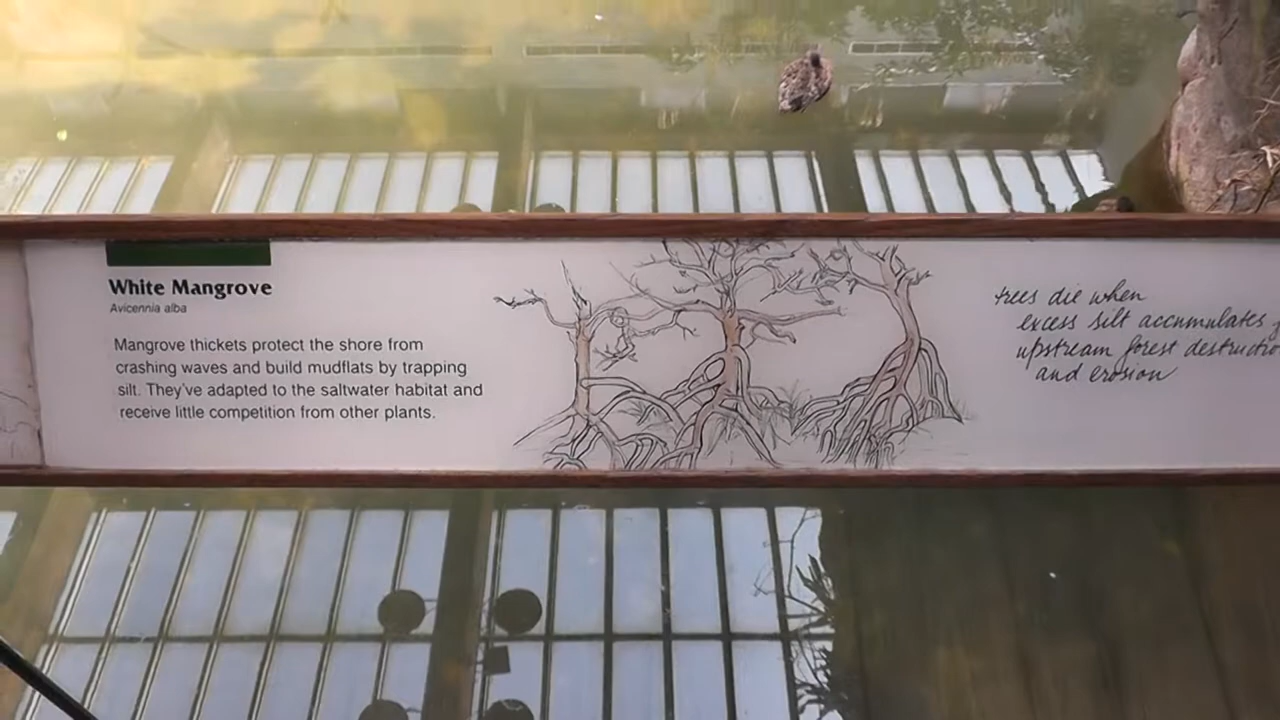 White Mangrove
Avicennia alba
Mangrove thickets protect the shore from
crashing waves and build mudflats by trapping
silt. They've adapted to the saltwater habitat and
receive little competition from other plants.
trees die when
excess silt accumulates
upstream forest destructio
and erosion